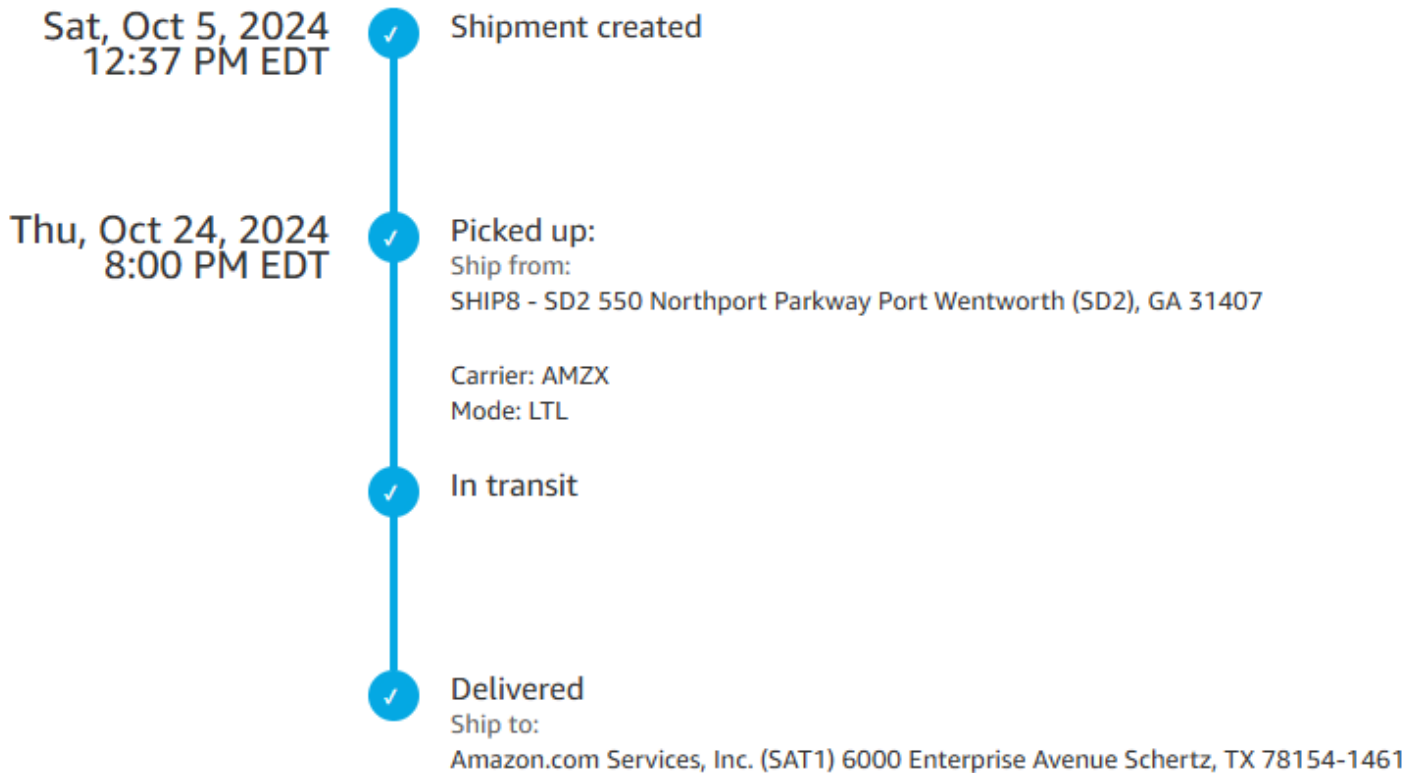 Sat, Oct 5, 2024
12:37 PM EDT
Shipment created
Thu, Oct 24, 2024
8:00 PM EDT
Picked up:
Ship from:
SHIP8 - SD2 550 Northport Parkway Port Wentworth (SD2), GA 31407
Carrier: AMZX
Mode: LTL
In transit
Delivered
Ship to:
Amazon.com Services, Inc. (SAT1) 6000 Enterprise Avenue Schertz, TX 78154-1461